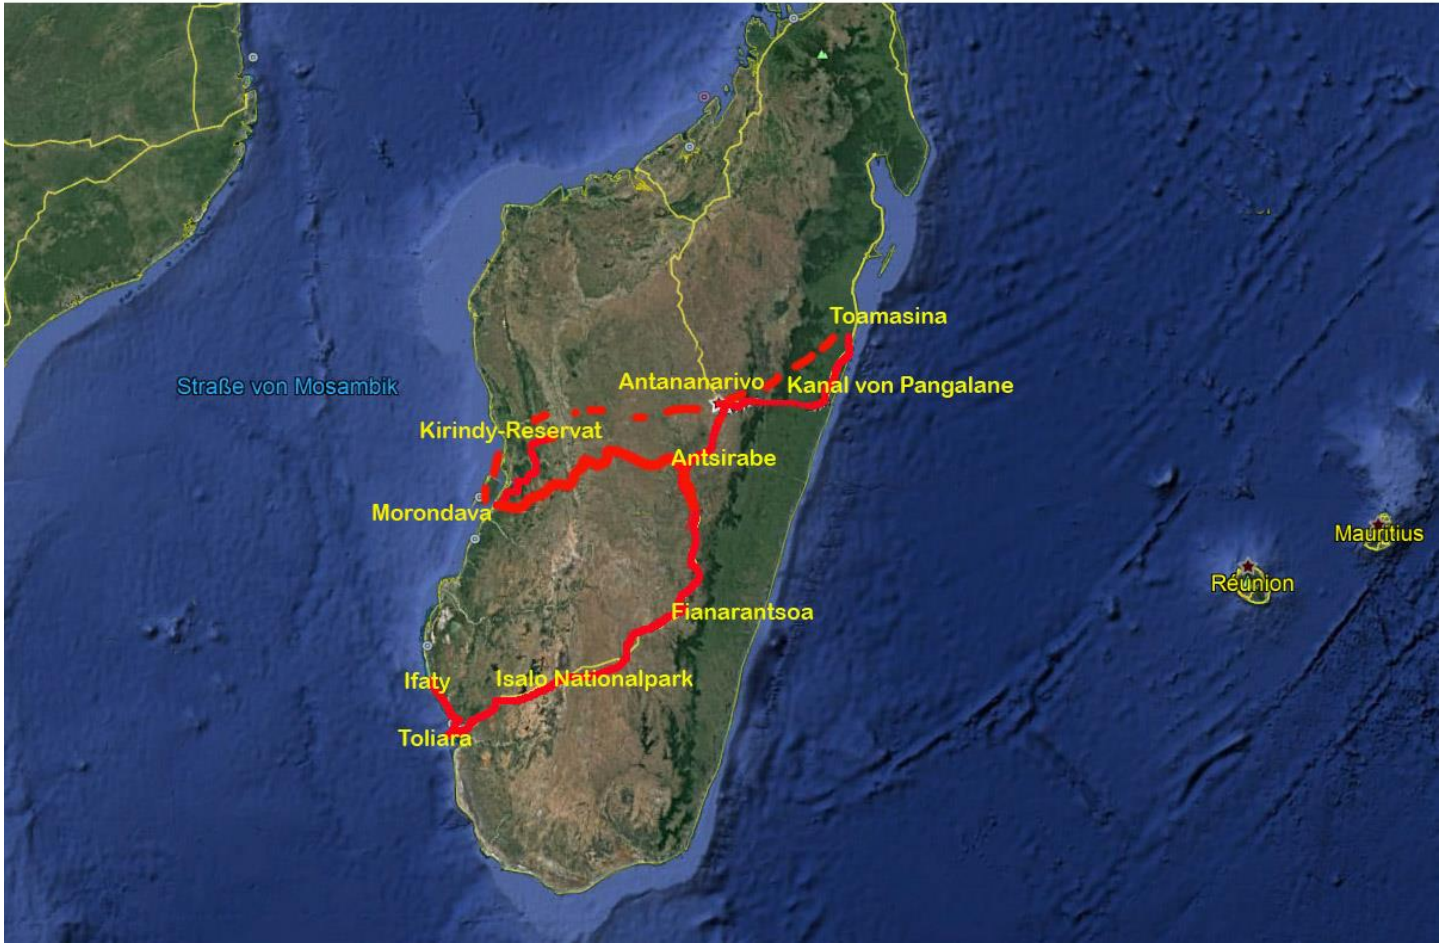 Toamasina
Antananarivo
Kanal von Pangalane
Straße von Mosambik
Kirindy-Reservat
Antsirabe
Morondava
Mauritius
Réunion
Fianarantsoa
Ifaty
Isalo Nationalpark
Toliara